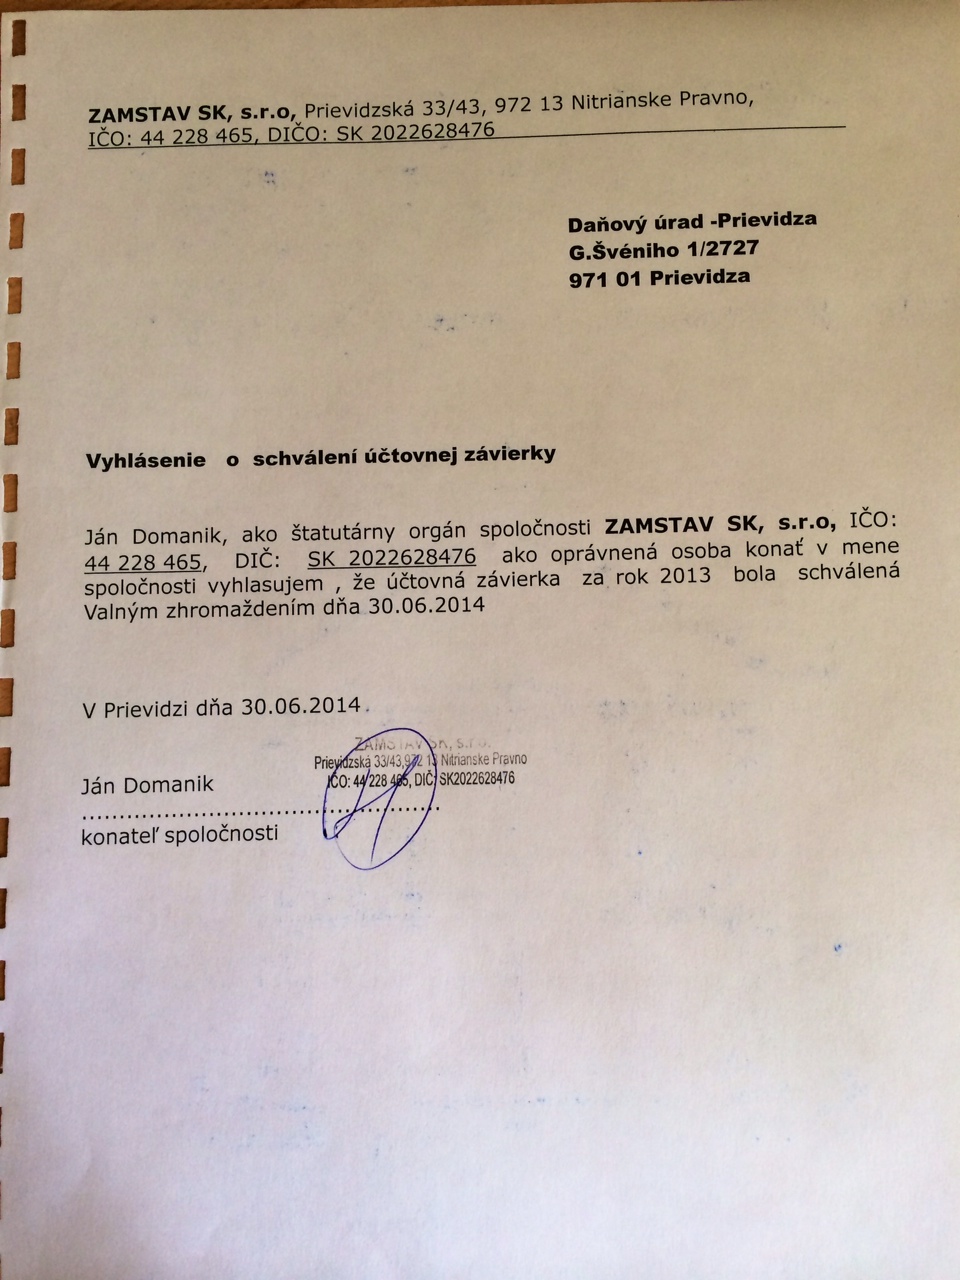 ZAMSTAV SK, s.r.o, Prievidzská 33/43, 972 13 Nitrianske Pravno,
IČO: 44 228 465, DIČO: SK 2022628476
Daňový úrad -Prievidza
G.Švéniho 1/2727
971 01 Prievidza
Vyhlásenie o schválení účtovnej závierky
Ján Domanik, ako štatutárny orgán spoločnosti ZAMSTAV SK, s.r.o, IČO:
44 228 465, DIČ: SK 2022628476 ako oprávnená osoba konať v mene
spoločnosti vyhlasujem , že účtovná závierka za rok 2013 bola schválená
Valným zhromaždením dňa 30.06.2014
V Prievidzi dňa 30.06.2014
ZAMSTAV SK, s.r.o.
Prievidzská 33/43,972 13 Nitrianske Pravno
IČO: 44 228 465, DIČ: SK2022628476
Ján Domanik
................................................
konateľ spoločnosti